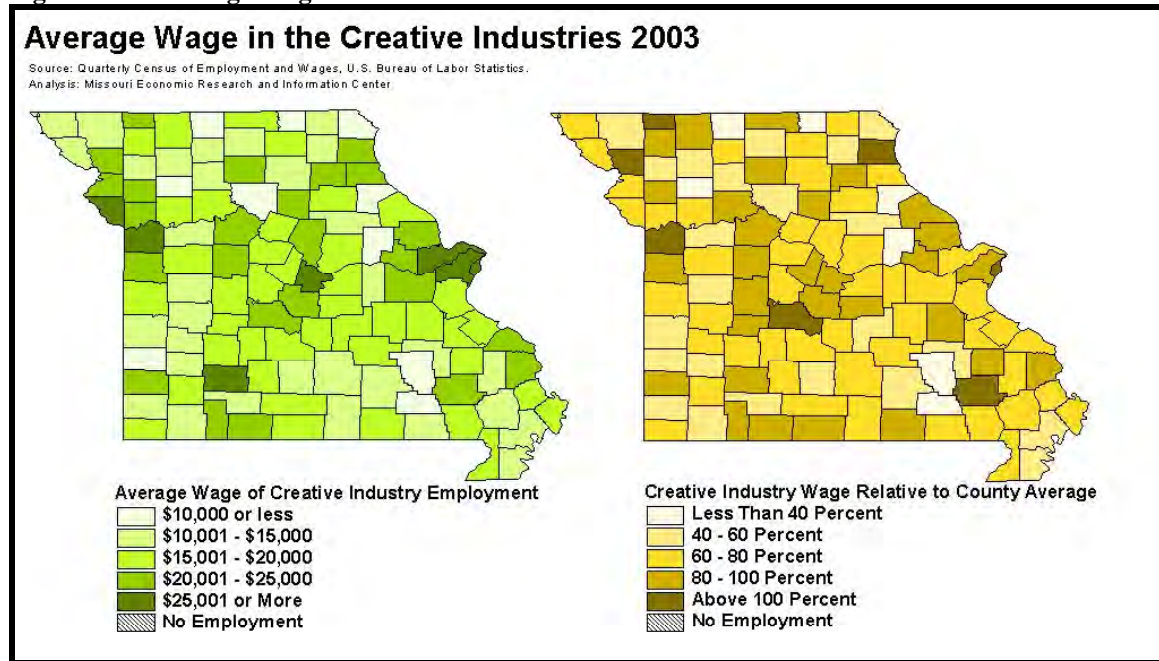 Average Wage in the Creative Industries 2003
Source: Quarterly Census of Employment and Wages, U.S. Bureau of Labor Statistics.
Analysis: Missouri Economic Research and Information Center
Average Wage of Creative Industry Employment
$10,000 or less
$10,001 - $15,000
$15,001 - $20,000
$20,001 - $25,000
$25,001 or More
No Employment
Creative Industry Wage Relative to County Average
Less Than 40 Percent
40 - 60 Percent
60 - 80 Percent
80 - 100 Percent
Above 100 Percent
No Employment